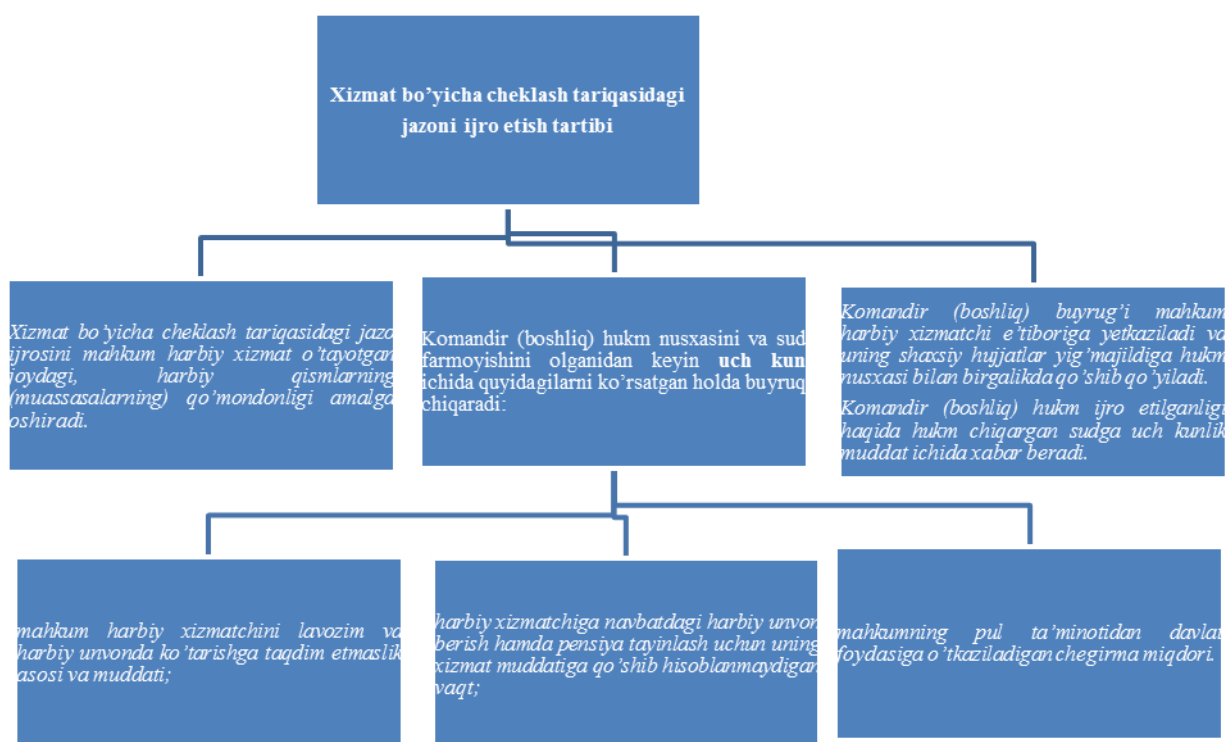 Xizmat bo’yicha cheklash tariqasidagi
jazoni ijro etish tartibi
Xizmat bo’yicha cheklash tariqasidagi jazo
ijrosini mahkum harbiy xizmat o’tayotgan
joydagi, harbiy qismlarning
(muassasalarning) qo’mondonligi amalga
oshiradi.
Komandir (boshliq) hukm nusxasini va sud
farmoyishini olganidan keyin uch kun
ichida quyidagilarni ko’rsatgan holda buyruq
chiqaradi:
Komandir (boshliq) buyrug’i mahkum
harbiy xizmatchi e’tiboriga yetkaziladi va
uning shaxsiy hujjatlar yig’majildiga hukm
nusxasi bilan birgalikda qo’shib qo’yiladi.
Komandir (boshliq) hukm ijro etilganligi
haqida hukm chiqargan sudga uch kunlik
muddat ichida xabar beradi.
mahkum harbiy xizmatchini lavozim va
harbiy unvonda ko’tarishga taqdim etmaslik
asosi va muddati;
harbiy xizmatchiga navbatdagi harbiy unvon
berish hamda pensiya tayinlash uchun uning
xizmat muddatiga qo’shib hisoblanmaydigan
vaqt;
mahkumning pul ta’minotidan davlat
foydasiga o’tkaziladigan chegirma miqdori.